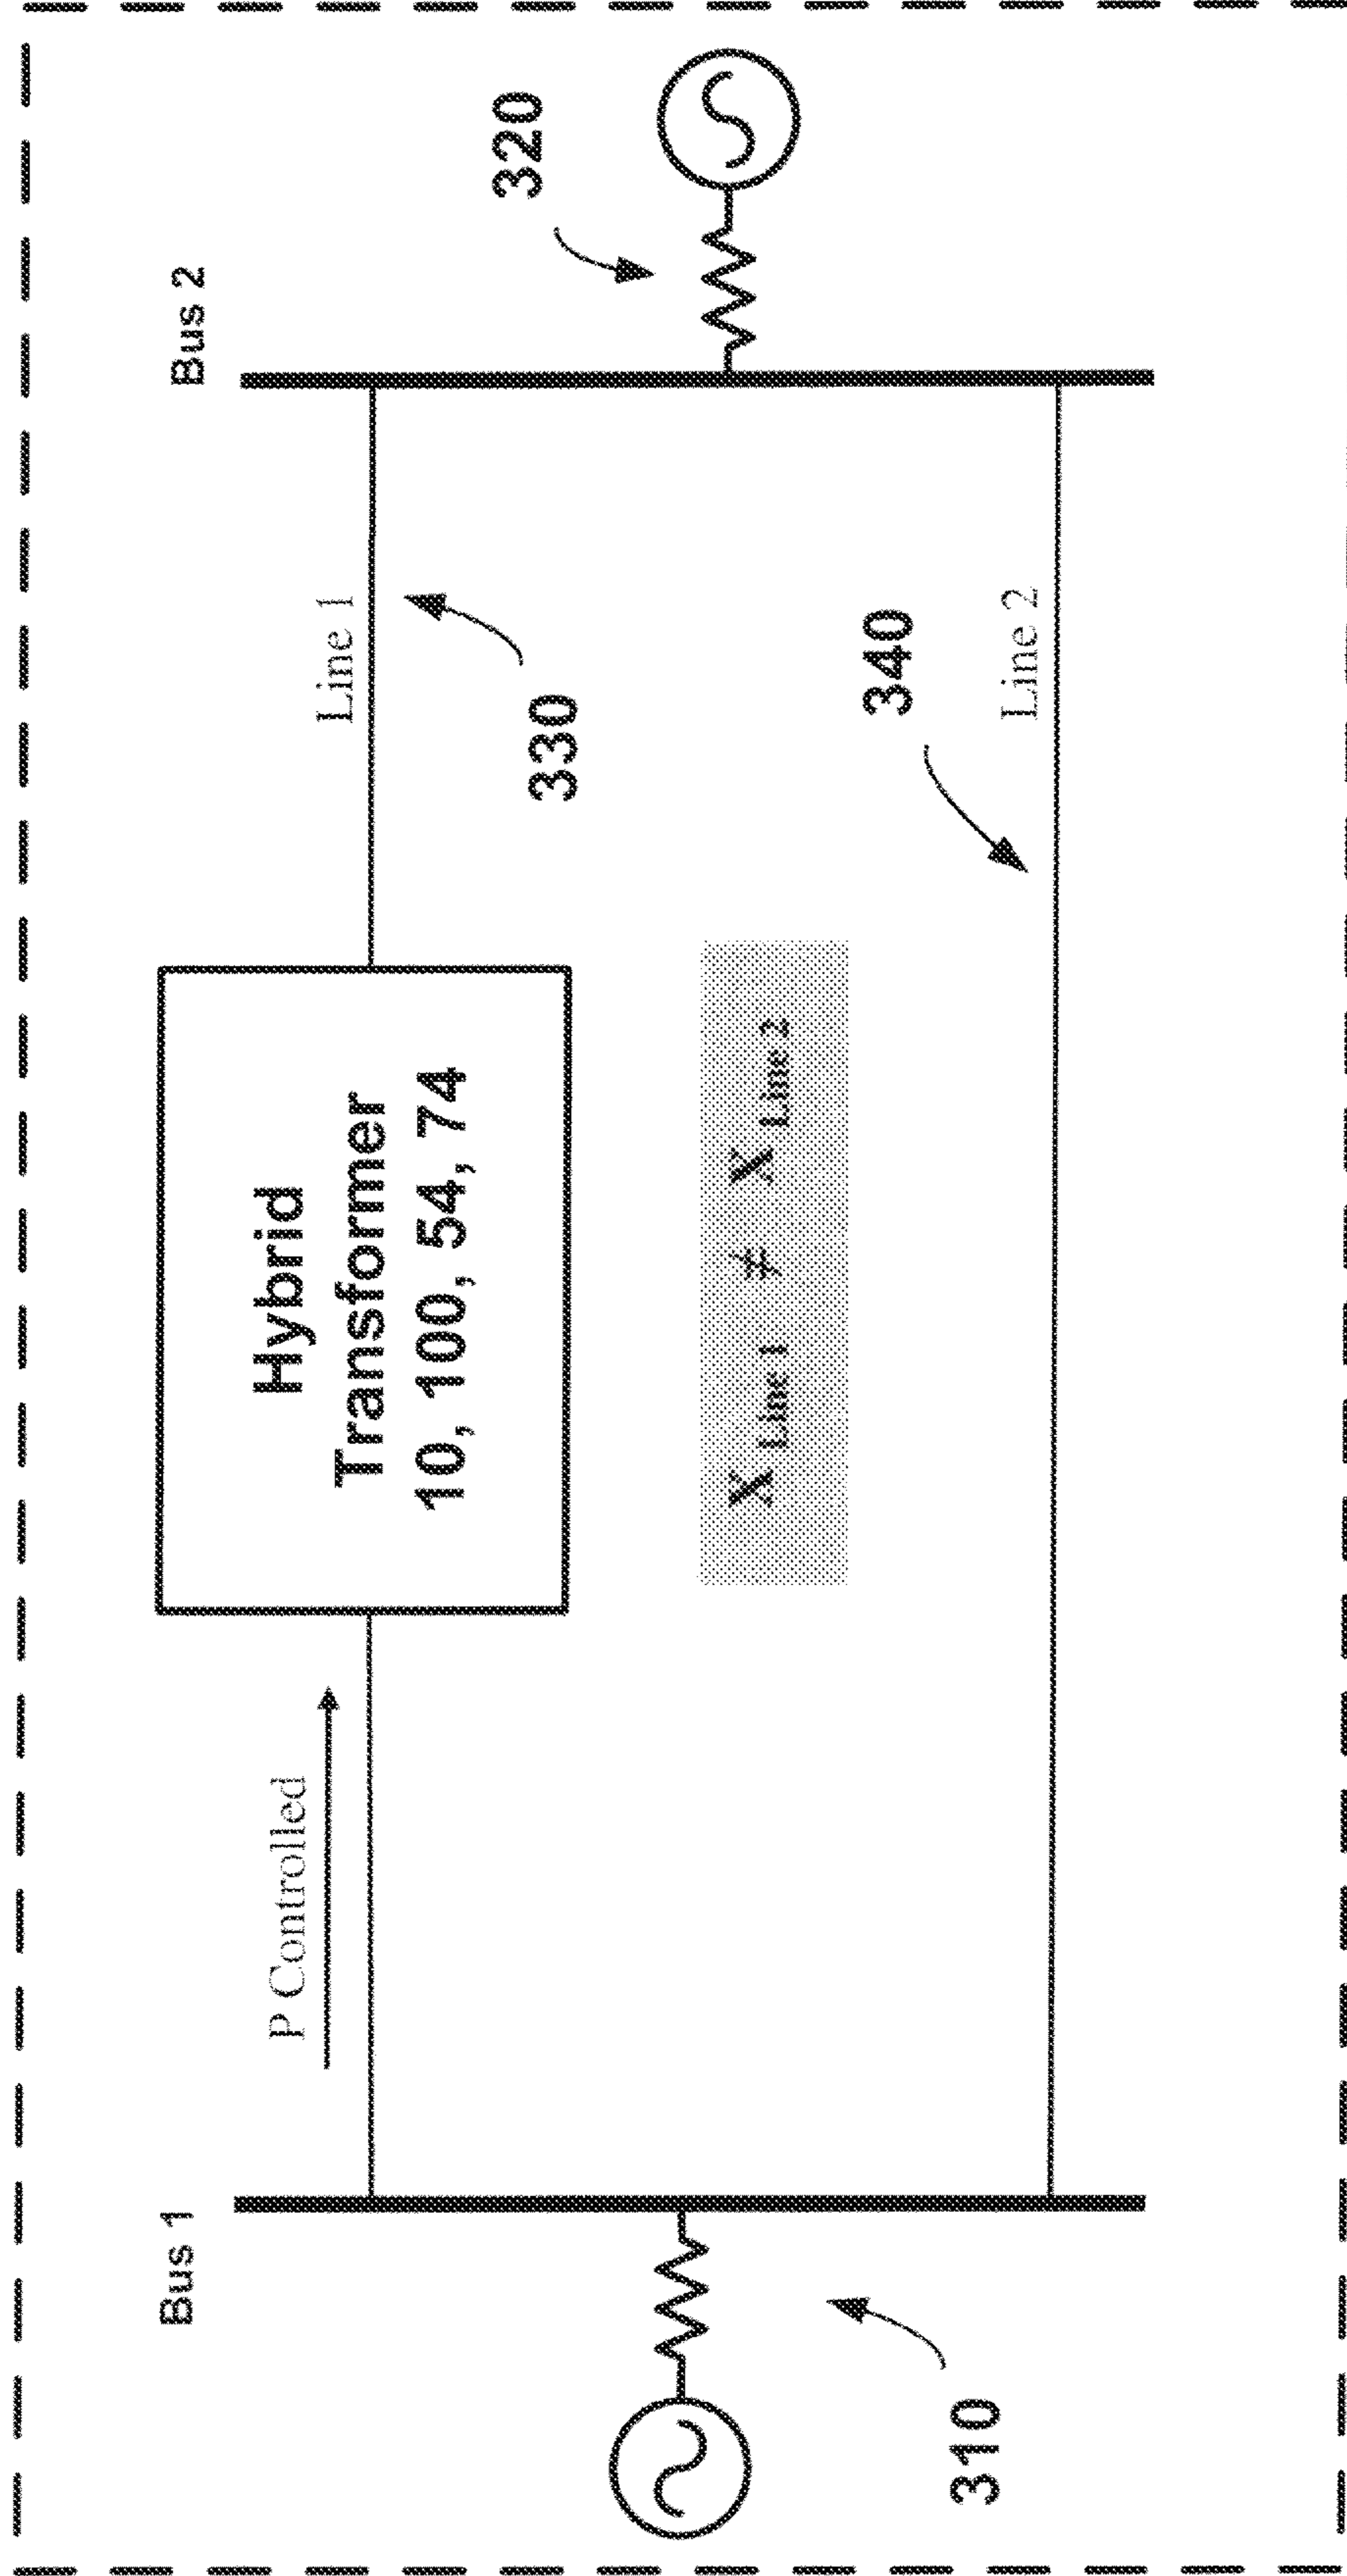 Bus 1
Bus 2
P Controlled
Hybrid
Transformer
10, 100, 54, 74
Line 1
330
320
X Line 1 ≠ X Line 2
340
Line 2
310